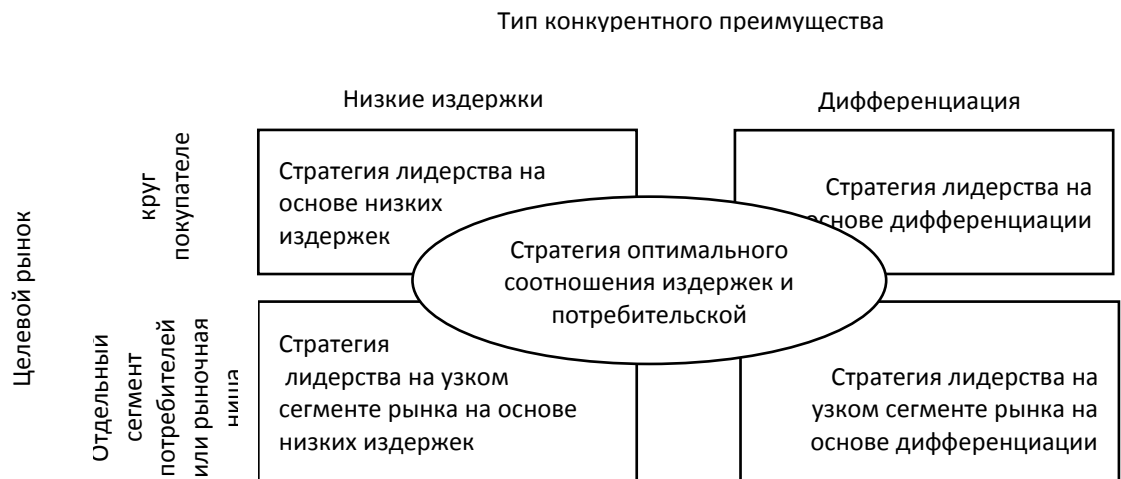 Тип конкурентного преимущества
Низкие издержки
Дифференциация
Целевой рынок
круг
покупателе
Стратегия лидерства на
основе низких
издержек
Стратегия лидерства на
основе дифференциации
Стратегия оптимального
соотношения издержек и
потребительской
Отдельный
сегмент
потребителей
или рыночная
ниша
Стратегия
лидерства на узком
сегменте рынка на основе
низких издержек
Стратегия лидерства на
узком сегменте рынка на
основе дифференциации